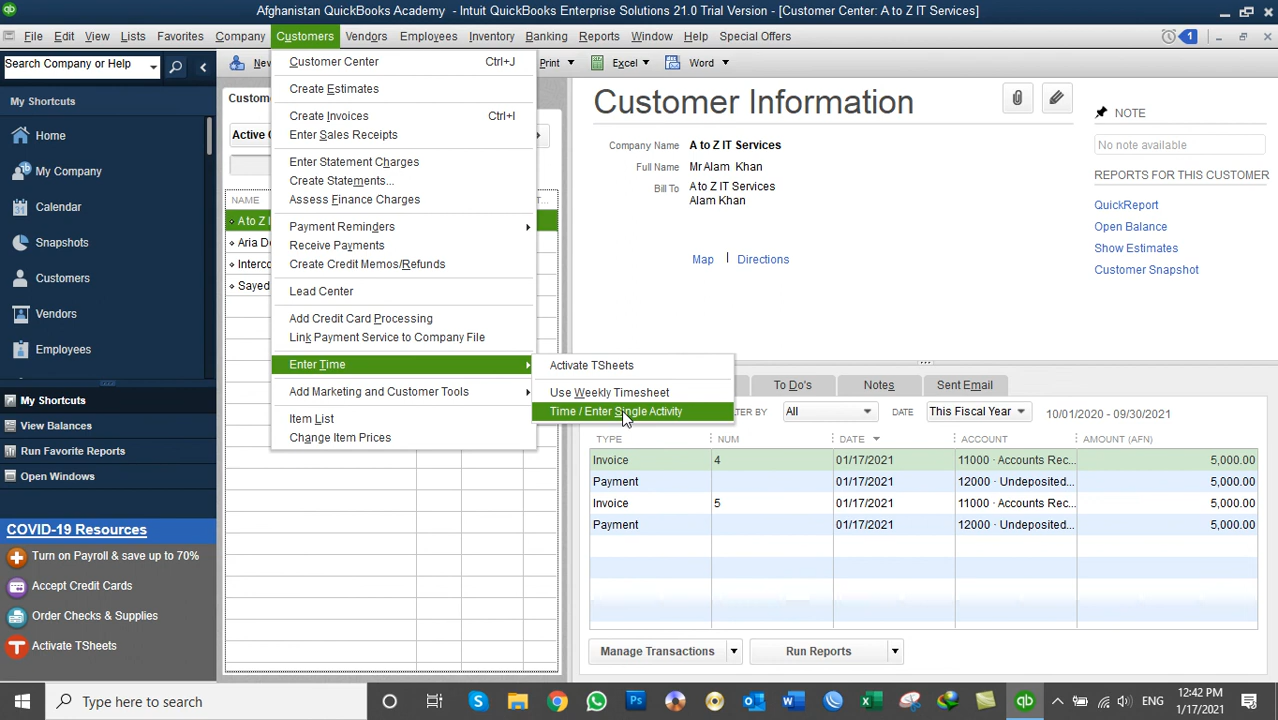 Afghanistan QuickBooks Academy - Intuit QuickBooks Enterprise Solutions 21.0 Trial Version - [Customer Center: A to Z IT Services]
File Edit View Lists Favorites Company Customers Vendors Employees Inventory Banking Reports Window Help Special Offers 1
Search Company or Help
Print Excel Word
My Shortcuts
Home
My Company
Calendar
Snapshots
Customers
Vendors
Employees
My Shortcuts
View Balances
Run Favorite Reports
Open Windows
COVID-19 Resources
Turn on Payroll & save up to 70%
Accept Credit Cards
Order Checks & Supplies
Activate TSheets
NAME
A to Z
Customer Center Ctrl+J
Create Estimates
Create Invoices Ctrl+I
Enter Sales Receipts
Enter Statement Charges
Create Statements...
Assess Finance Charges
Payment Reminders
Receive Payments
Create Credit Memos/Refunds
Lead Center
Add Credit Card Processing
Link Payment Service to Company File
Enter Time
Add Marketing and Customer Tools
Item List
Change Item Prices
Activate TSheets
Use Weekly Timesheet
Time / Enter Single Activity
Customer Information
Company Name A to Z IT Services
Full Name Mr Alam Khan
Bill To A to Z IT Services
Alam Khan
Map Directions
NOTE
No note available
REPORTS FOR THIS CUSTOMER
QuickReport
Open Balance
Show Estimates
Customer Snapshot
To Do's Notes Sent Email
FILTER BY All DATE This Fiscal Year 10/01/2020 - 09/30/2021
TYPE NUM DATE ACCOUNT AMOUNT (AFN)
Invoice 4 01/17/2021 11000 · Accounts Rec... 5,000.00
Payment 01/17/2021 12000 · Undeposited... 5,000.00
Invoice 5 01/17/2021 11000 · Accounts Rec... 5,000.00
Payment 01/17/2021 12000 · Undeposited... 5,000.00
Manage Transactions Run Reports
Type here to search
ENG
12:42 PM
1/17/2021